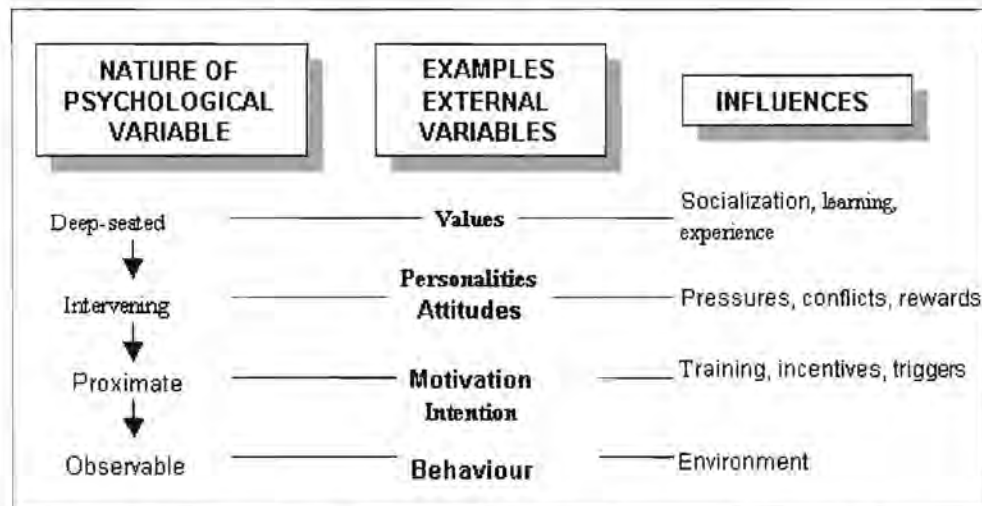 NATURE OF
PSYCHOLOGICAL
VARIABLE
EXAMPLES
EXTERNAL
VARIABLES
INFLUENCES
Deep-seated
Values
Socialization, learning,
experience
Intervening
Personalities
Attitudes
Pressures, conflicts, rewards
Proximate
Motivation
Intention
Training, incentives, triggers
Observable
Behaviour
Environment